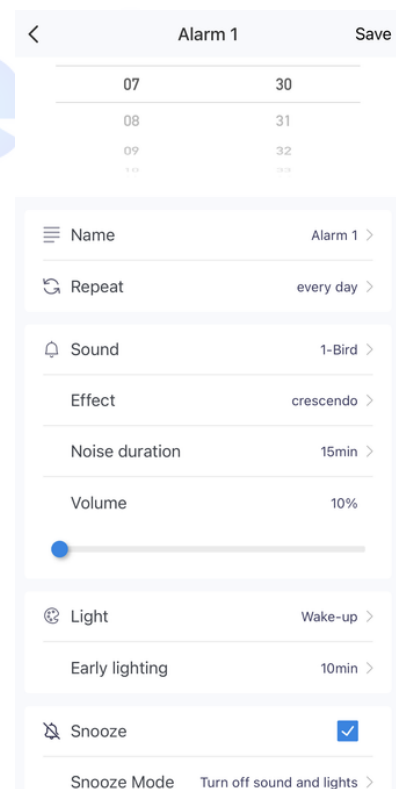 Alarm 1 Save
07 30
08 31
09 32
10 33
Name Alarm 1
Repeat every day
Sound 1-Bird
Effect crescendo
Noise duration 15min
Volume 10%
Light Wake-up
Early lighting 10min
Snooze
Snooze Mode Turn off sound and lights